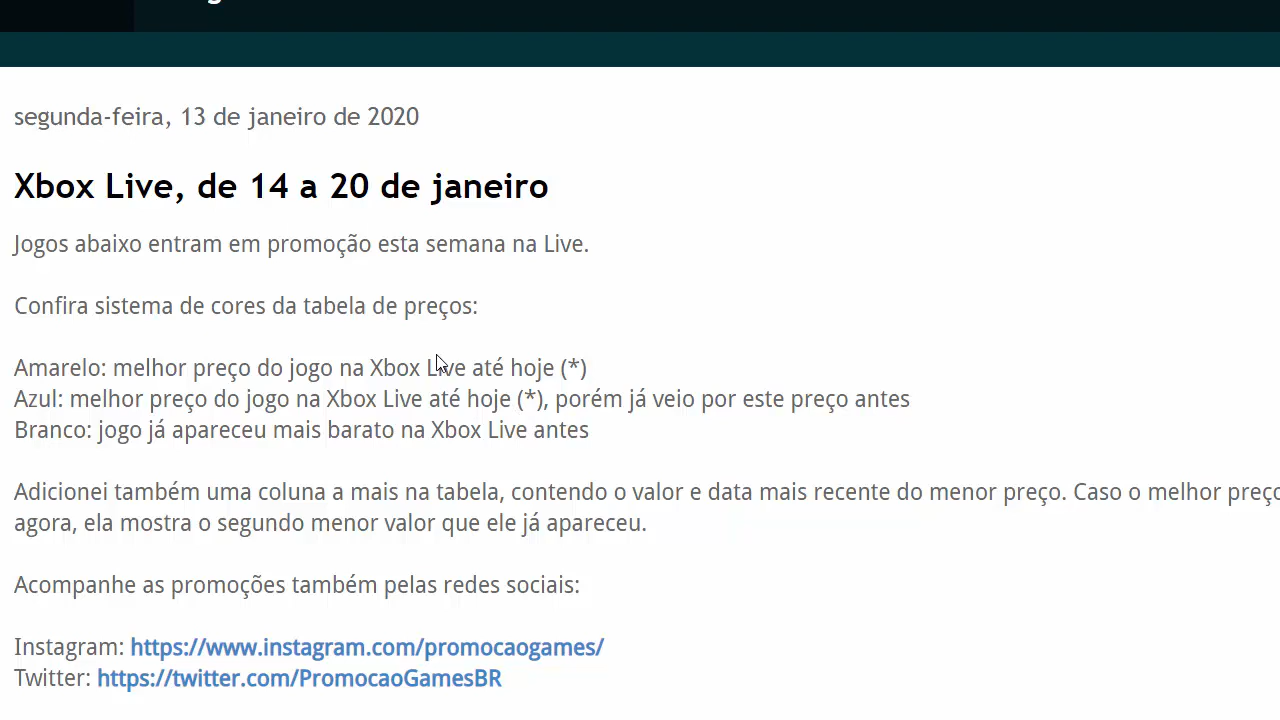 segunda-feira, 13 de janeiro de 2020
Xbox Live, de 14 a 20 de janeiro
Jogos abaixo entram em promoção esta semana na Live.
Confira sistema de cores da tabela de preços:
Amarelo: melhor preço do jogo na Xbox Live até hoje (*)
Azul: melhor preço do jogo na Xbox Live até hoje (*), porém já veio por este preço antes
Branco: jogo já apareceu mais barato na Xbox Live antes
Adicionei também uma coluna a mais na tabela, contendo o valor e data mais recente do menor preço. Caso o melhor
agora, ela mostra o segundo menor valor que ele já apareceu.
Acompanhe as promoções também pelas redes sociais:
Instagram: https://www.instagram.com/promocaogames/
Twitter: https://twitter.com/PromocaoGamesBR